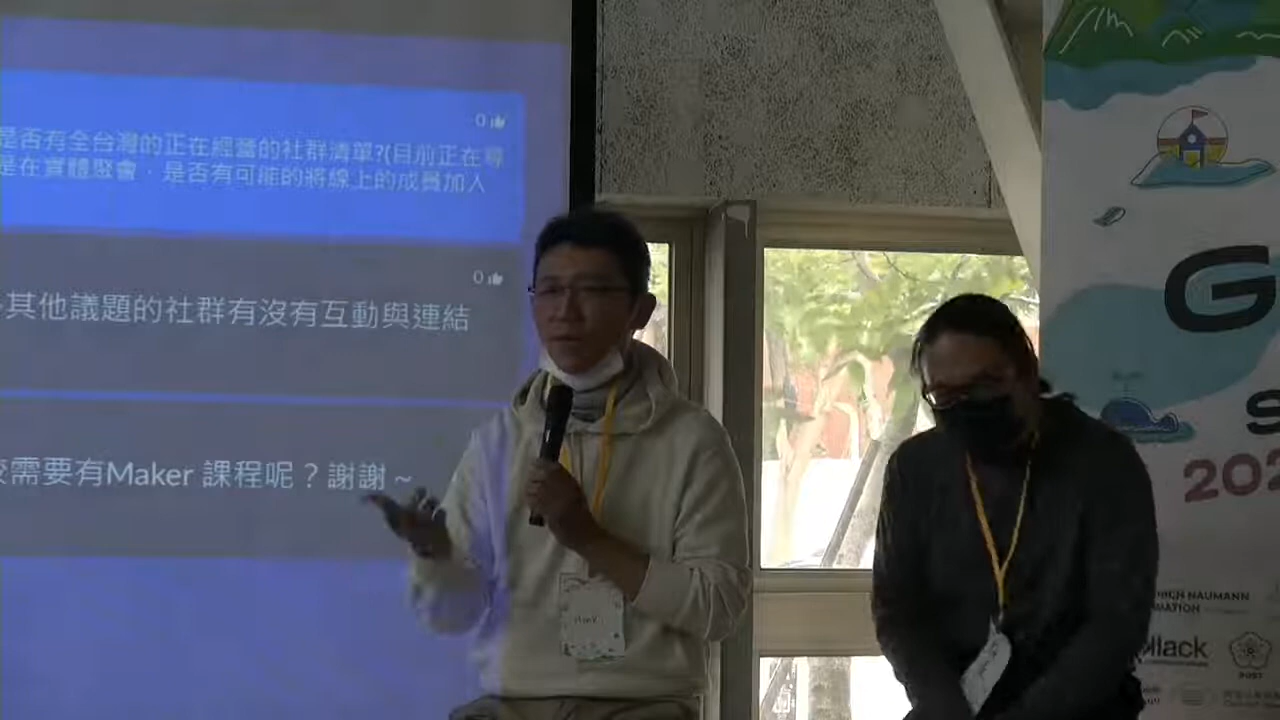 0
是否有全台灣的正在經營的社群清單?(目前正在尋
是在實體聚會,是否有可能的將線上的成員加入
0
其他議題的社群有沒有互動與連結
需要有Maker 課程呢？謝謝～
G
S
202
NAUMANN
Hack